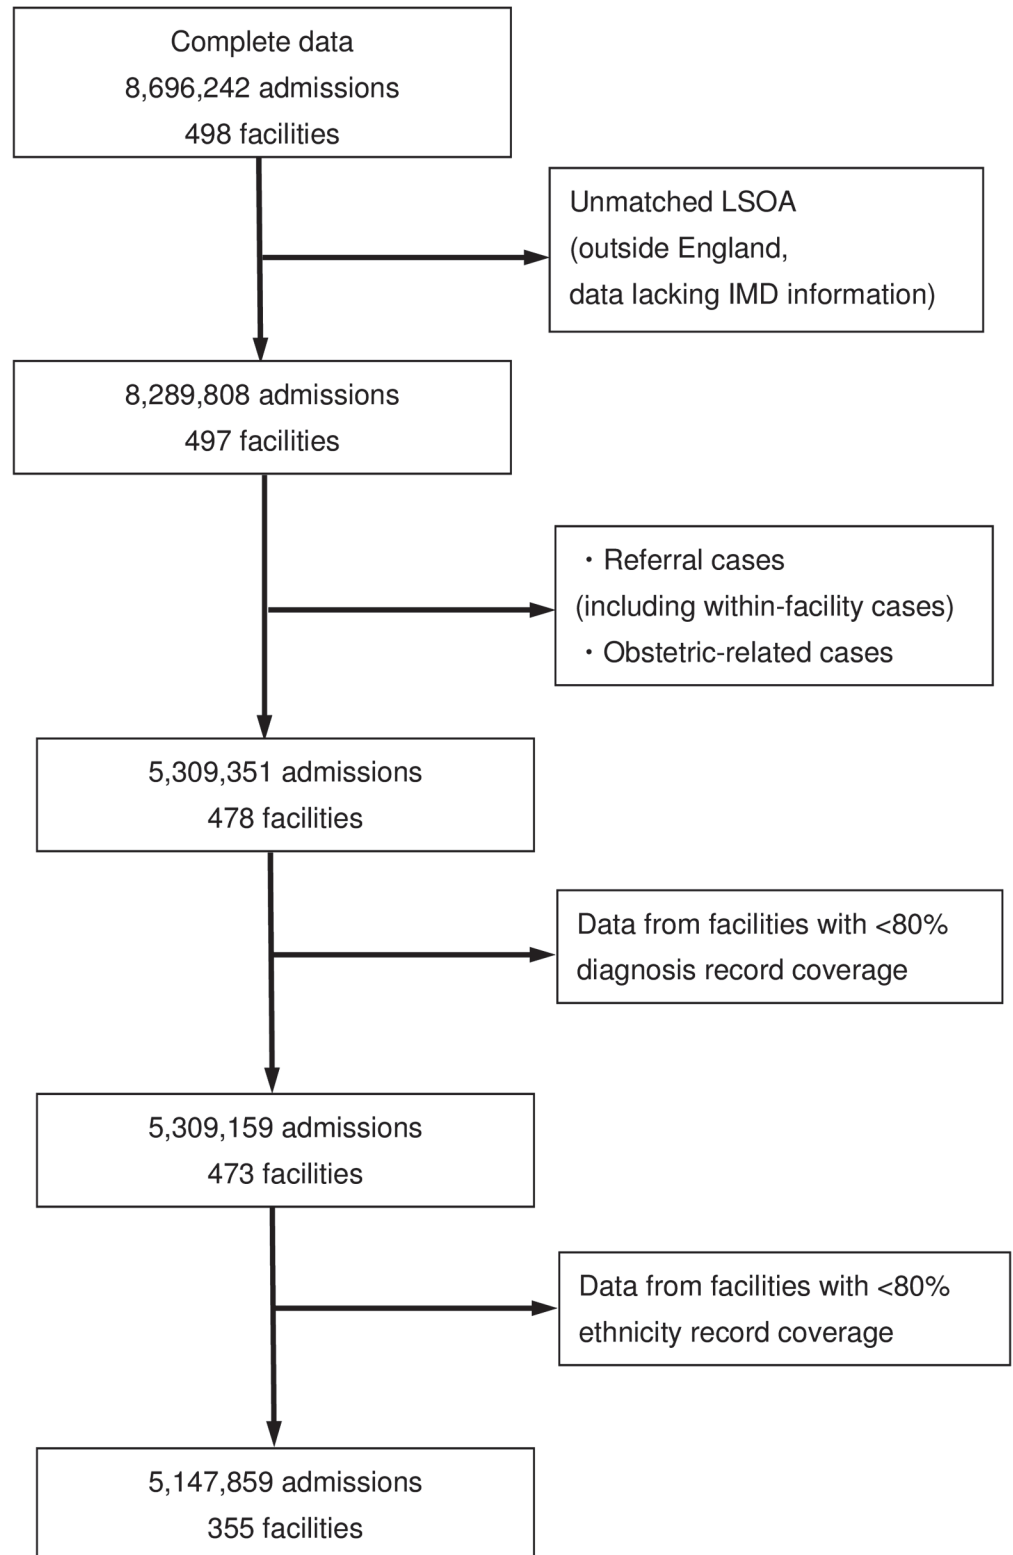 Complete data
8,696,242 admissions
498 facilities
Unmatched LSOA
(outside England,
data lacking IMD information)
8,289,808 admissions
497 facilities
・Referral cases
(including within-facility cases)
・Obstetric-related cases
5,309,351 admissions
478 facilities
Data from facilities with <80%
diagnosis record coverage
5,309,159 admissions
473 facilities
Data from facilities with <80%
ethnicity record coverage
5,147,859 admissions
355 facilities